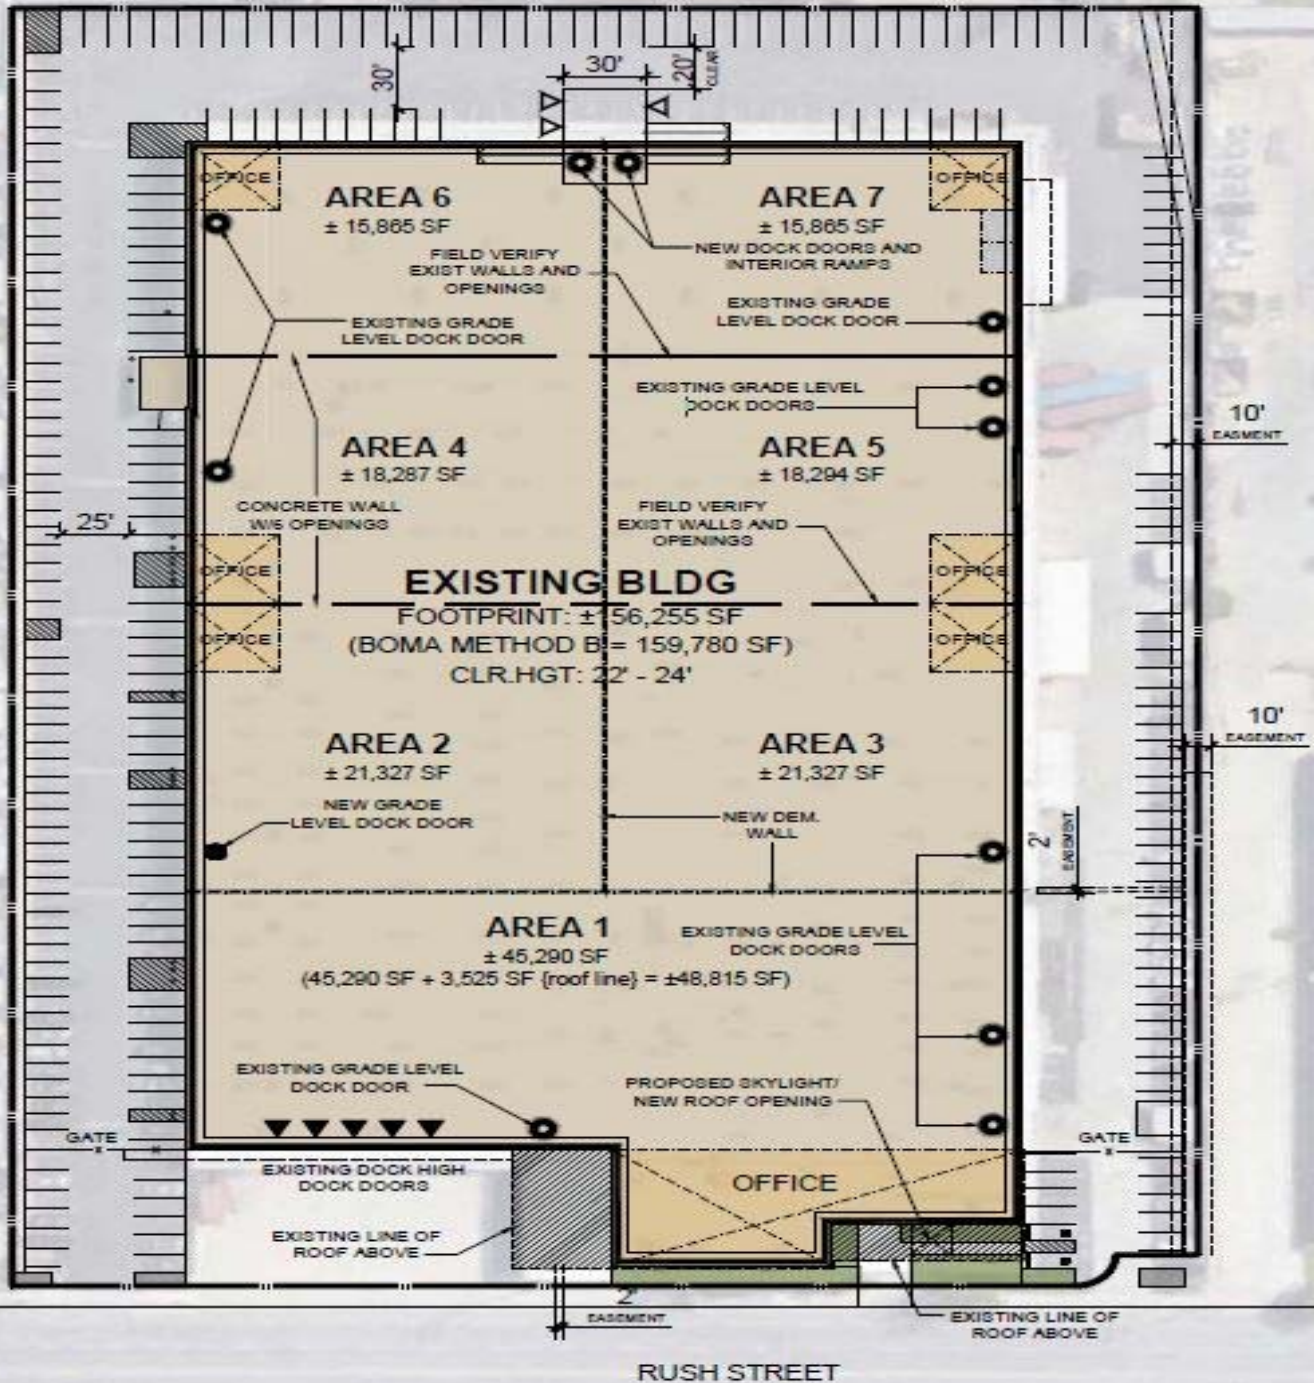 30'
30'
20'
CLEAR
OFFICE
AREA 6
± 15,865 SF
AREA 7
± 15,865 SF
OFFICE
FIELD VERIFY
EXIST WALLS AND
OPENINGS
NEW DOCK DOORS AND
INTERIOR RAMPS
EXISTING GRADE
LEVEL DOCK DOOR
EXISTING GRADE
LEVEL DOCK DOOR
EXISTING GRADE LEVEL
DOCK DOORS
10'
EASMENT
AREA 4
± 18,287 SF
AREA 5
± 18,294 SF
CONCRETE WALL
W/6 OPENINGS
FIELD VERIFY
EXIST WALLS AND
OPENINGS
25'
OFFICE
OFFICE
EXISTING BLDG
FOOTPRINT: ±156,255 SF
(BOMA METHOD B = 159,780 SF)
CLR.HGT: 22' - 24'
OFFICE
OFFICE
10'
EASEMENT
AREA 2
± 21,327 SF
AREA 3
± 21,327 SF
NEW GRADE
LEVEL DOCK DOOR
NEW DEM.
WALL
2'
EASEMENT
AREA 1
± 45,290 SF
(45,290 SF + 3,525 SF {roof line} = ±48,815 SF)
EXISTING GRADE LEVEL
DOCK DOORS
EXISTING GRADE LEVEL
DOCK DOOR
PROPOSED SKYLIGHT/
NEW ROOF OPENING
GATE
GATE
EXISTING DOCK HIGH
DOCK DOORS
OFFICE
EXISTING LINE OF
ROOF ABOVE
2'
EASEMENT
EXISTING LINE OF
ROOF ABOVE
RUSH STREET